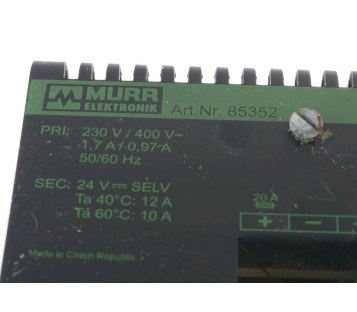 MURR
ELEKTRONIK
Art.Nr. 85352
PRI: 230 V / 400 V~
1,7 A / 0,97 A
50/60 Hz
SEC: 24 V⎓ SELV
Ta 40°C: 12 A
Ta 60°C: 10 A
20 A
+ −
Made in Czech Republic